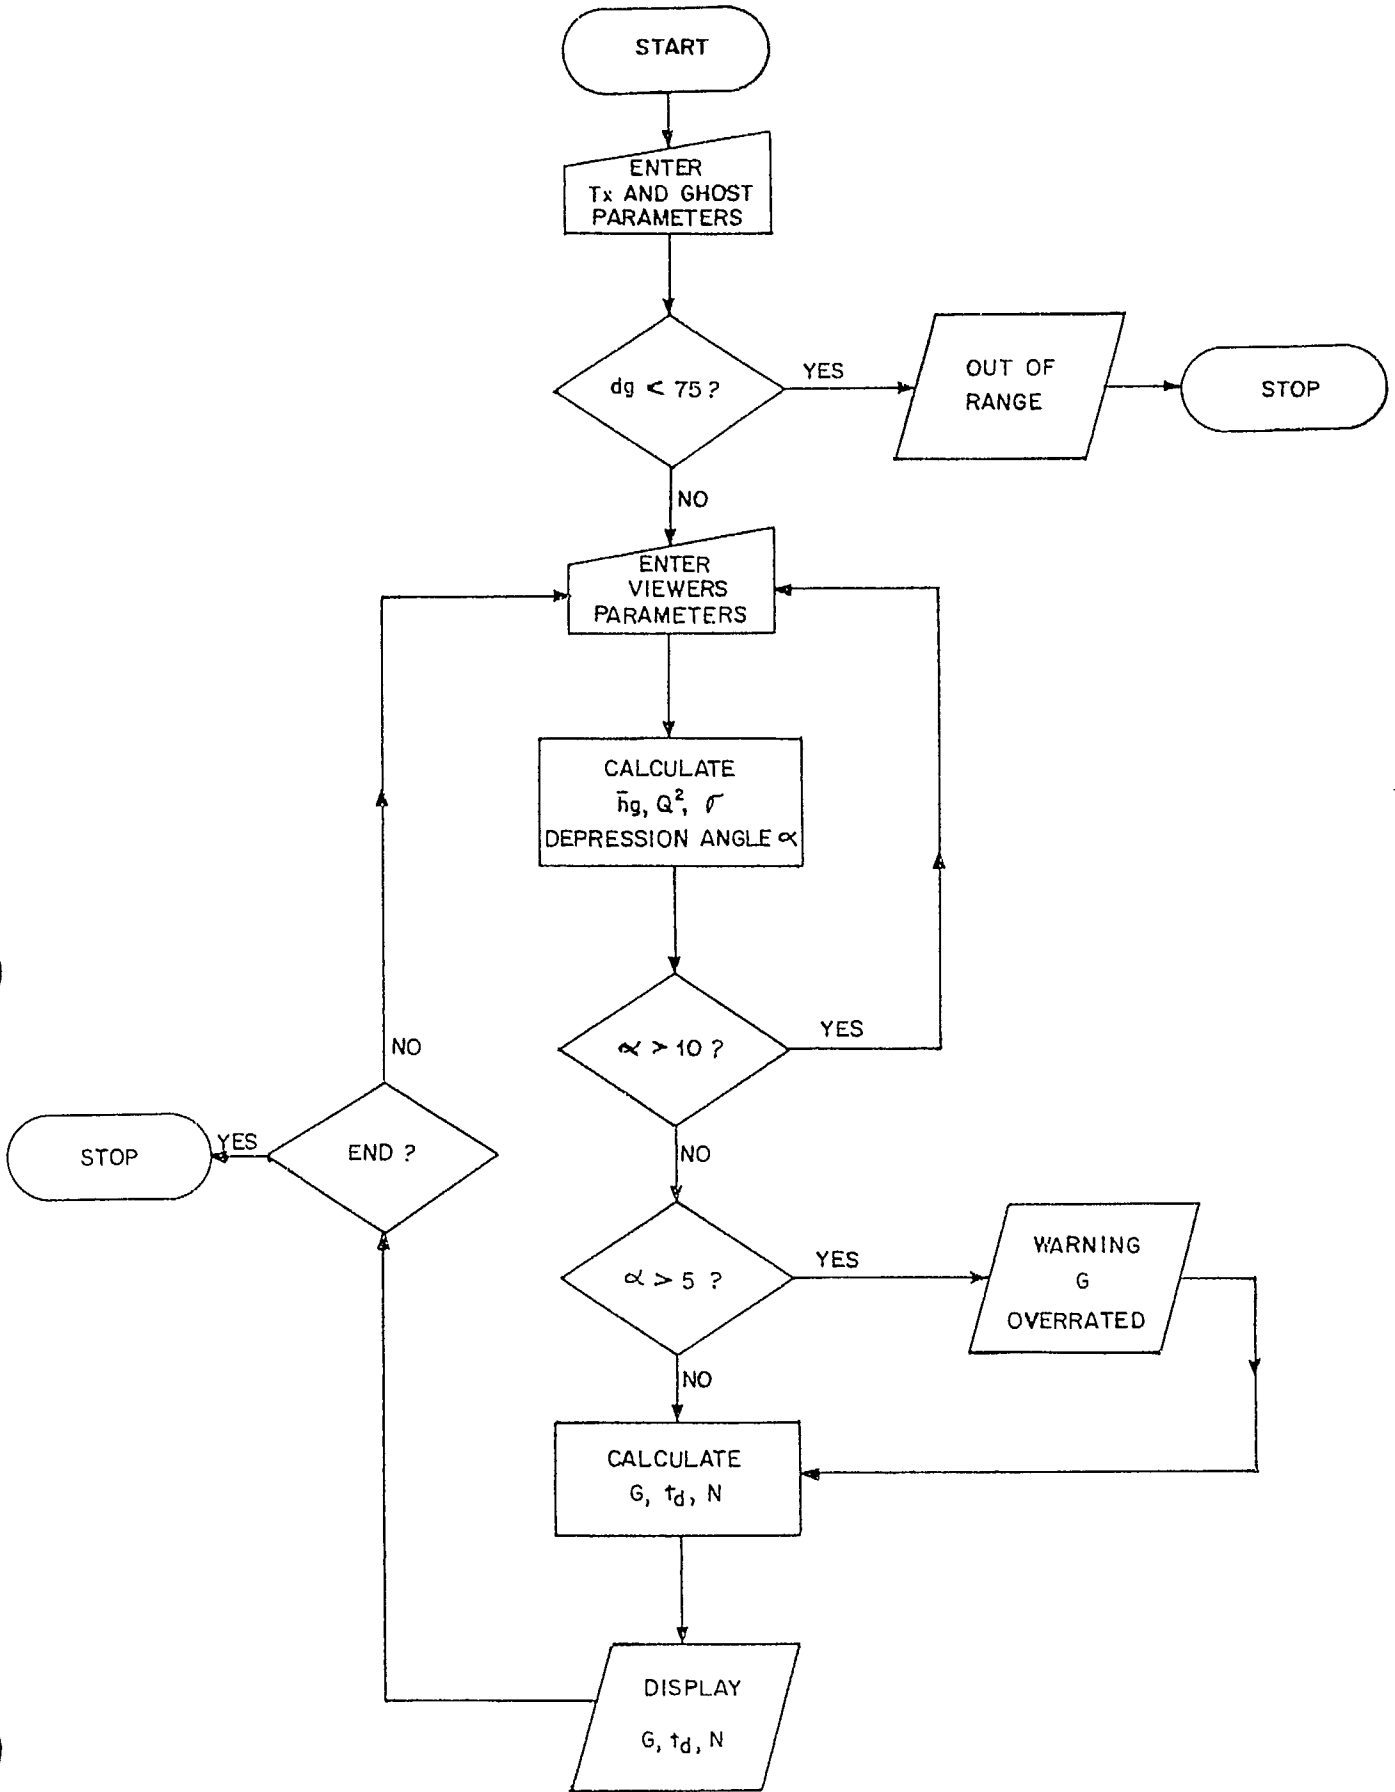 START
ENTER
Tx AND GHOST
PARAMETERS
dg < 75 ?
YES
OUT OF
RANGE
STOP
NO
ENTER
VIEWERS
PARAMETERS
CALCULATE
h̄g, Q², σ
DEPRESSION ANGLE α
α > 10 ?
YES
NO
NO
END ?
YES
STOP
α > 5 ?
YES
WARNING
G
OVERRATED
NO
CALCULATE
G, td, N
DISPLAY
G, td, N